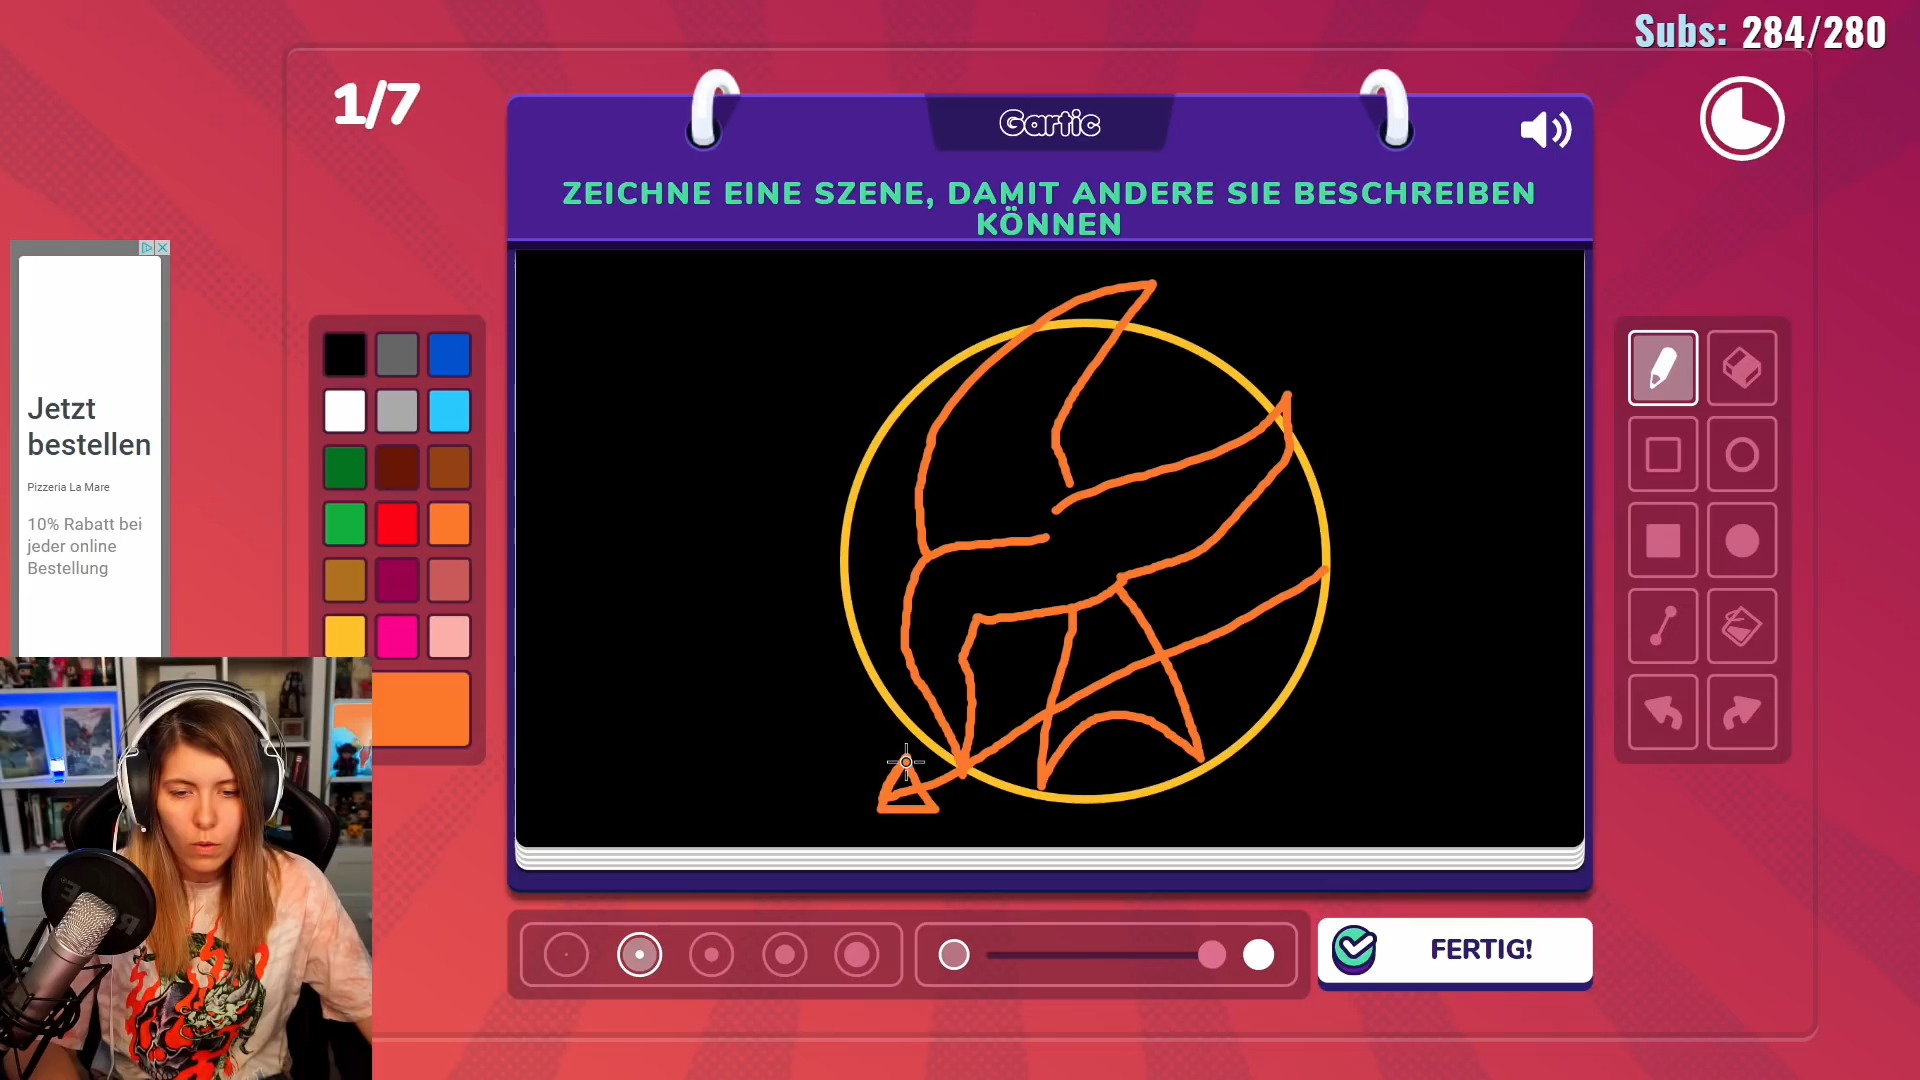 Subs: 284/280
1/7
Gartic
ZEICHNE EINE SZENE, DAMIT ANDERE SIE BESCHREIBEN
KÖNNEN
Jetzt
bestellen
Pizzeria La Mare
10% Rabatt bei
jeder online
Bestellung
FERTIG!